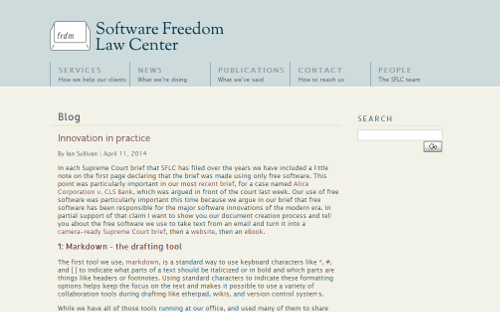 frdm
Software Freedom
Law Center
SERVICES
How we help our clients
NEWS
What we're doing
PUBLICATIONS
What we've said
CONTACT
How to reach us
PEOPLE
The SFLC team
Blog
Innovation in practice
By Ian Sullivan | April 11, 2014
In each Supreme Court brief that SFLC has filed over the years we have included a little
note on the first page declaring that the brief was made using only free software. This
point was particularly important in our most recent brief, for a case named Alice
Corporation v. CLS Bank, which was argued in front of the court last week. Our use of free
software was particularly important this time because we argue in our brief that free
software has been responsible for the major software innovations of the modern era. In
partial support of that claim I want to show you our document creation process and tell
you about the free software we use to take text from an email and turn it into a
camera-ready Supreme Court brief, then a website, then an eBook.
1: Markdown - the drafting tool
The first tool we use, markdown, is a standard way to use keyboard characters like *, #,
and [] to indicate what parts of a text should be italicized or in bold and which parts are
things like headers or footnotes. Using standard characters to indicate these formatting
options helps keep the focus on the text and makes it possible to use a variety of
collaboration tools during drafting like etherpad, wikis, and version control systems.
While we have all of those tools running at our office, and used many of them to share
SEARCH
Go